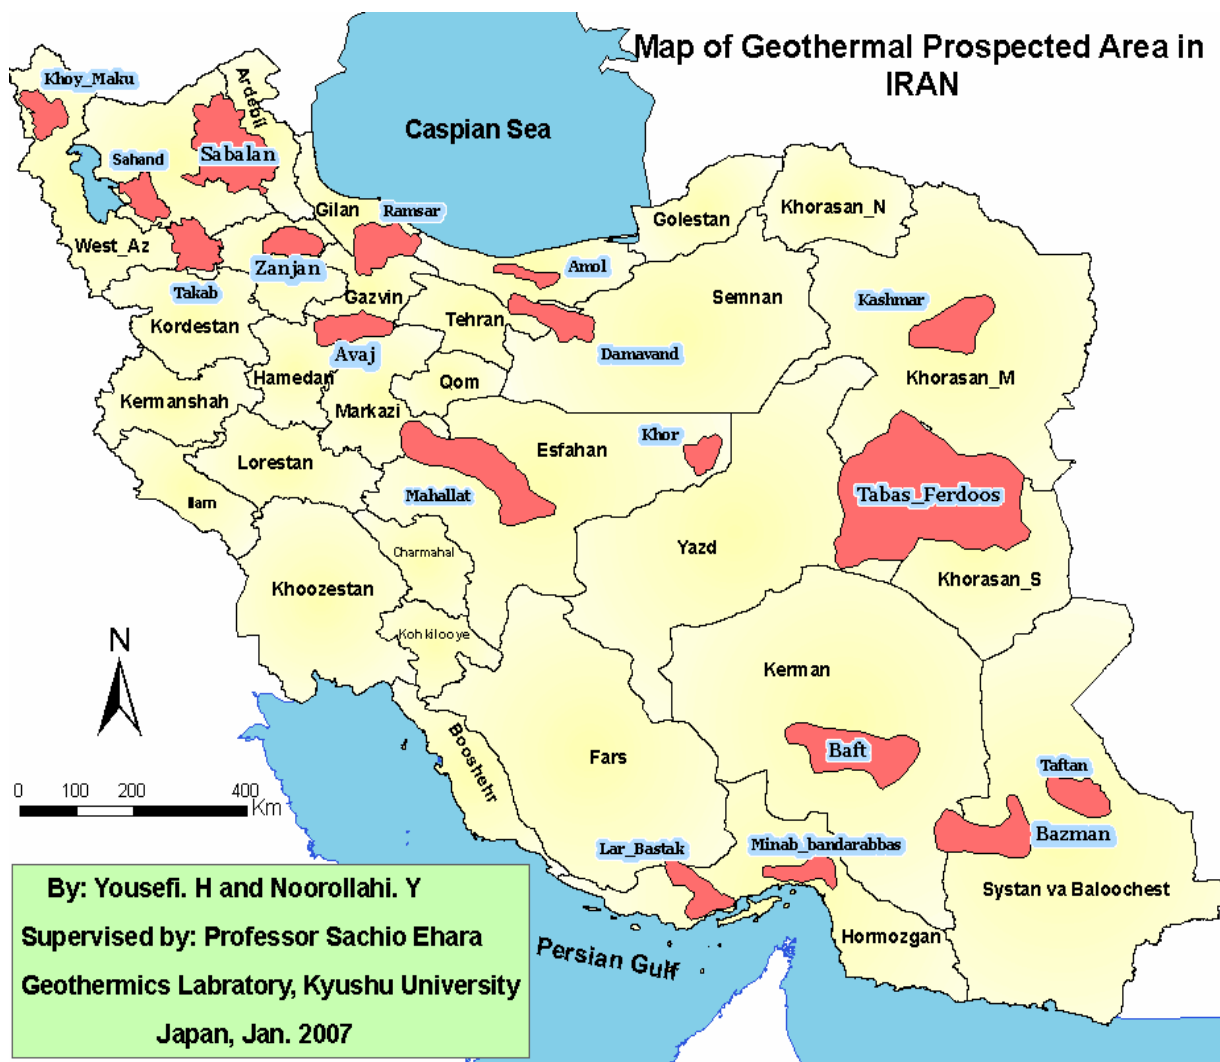 Map of Geothermal Prospected Area in
IRAN
Khoy_Maku
Ardebil
Caspian Sea
Sahand
Sabalan
Gilan
Ramsar
Golestan
Khorasan_N
West_Az
Zanjan
Amol
Takab
Gazvin
Semnan
Kashmar
Kordestan
Tehran
Avaj
Damavand
Hamedan
Qom
Khorasan_M
Kermanshah
Markazi
Khor
Esfahan
Lorestan
Mahallat
Tabas_Ferdoos
Ilam
Charmahal
Yazd
Khoozestan
Khorasan_S
Kohkilooye
N
Kerman
Booshehr
Fars
Baft
Taftan
0 100 200 400
Km
Bazman
Lar_Bastak
Minab_bandarabbas
Systan va Baloochest
Hormozgan
Persian Gulf
By: Yousefi. H and Noorollahi. Y
Supervised by: Professor Sachio Ehara
Geothermics Labratory, Kyushu University
Japan, Jan. 2007